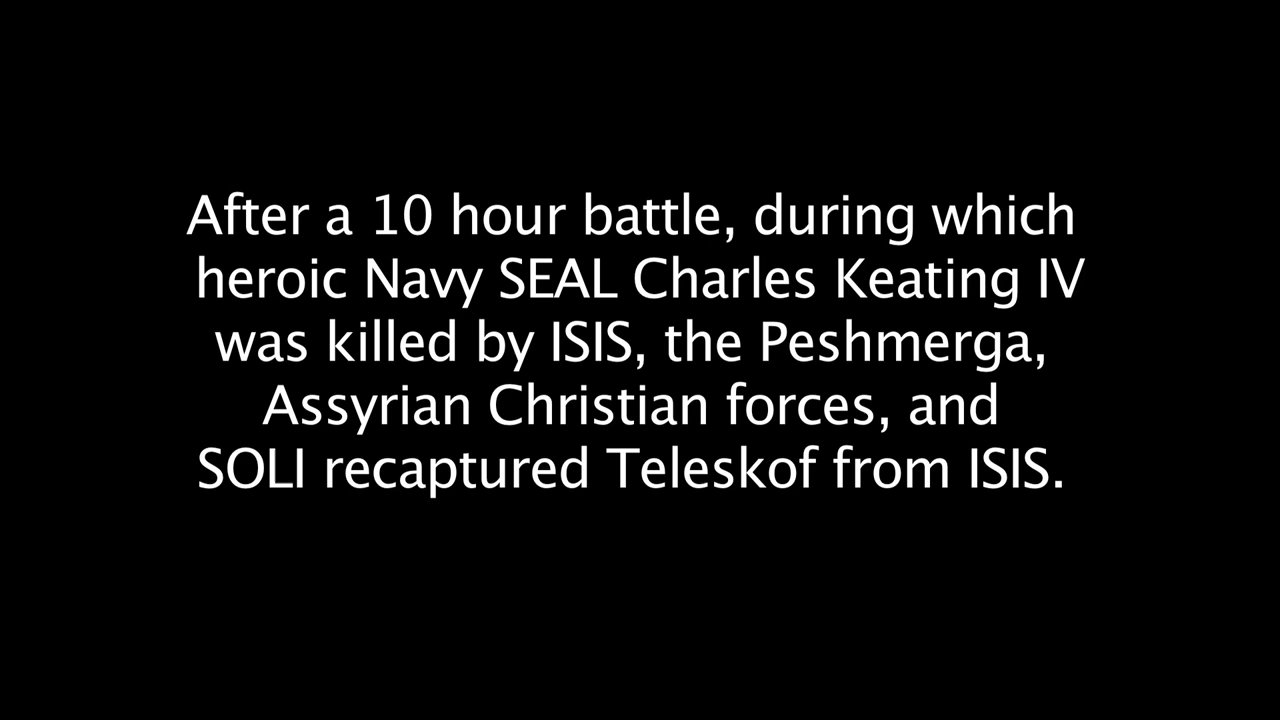 After a 10 hour battle, during which
heroic Navy SEAL Charles Keating IV
was killed by ISIS, the Peshmerga,
Assyrian Christian forces, and
SOLI recaptured Teleskof from ISIS.